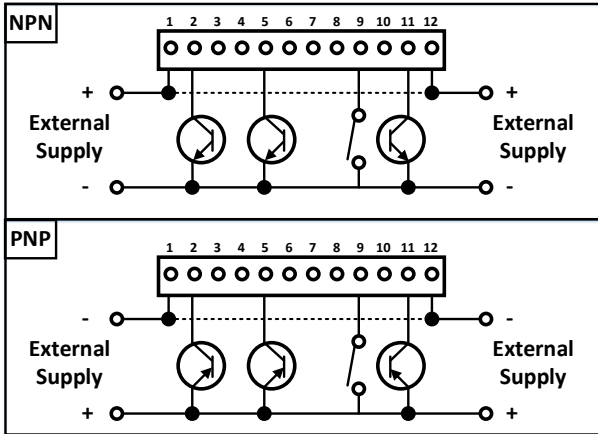 NPN
1 2 3 4 5 6 7 8 9 10 11 12
+ +
External External
Supply Supply
- -
PNP
1 2 3 4 5 6 7 8 9 10 11 12
- -
External External
Supply Supply
+ +